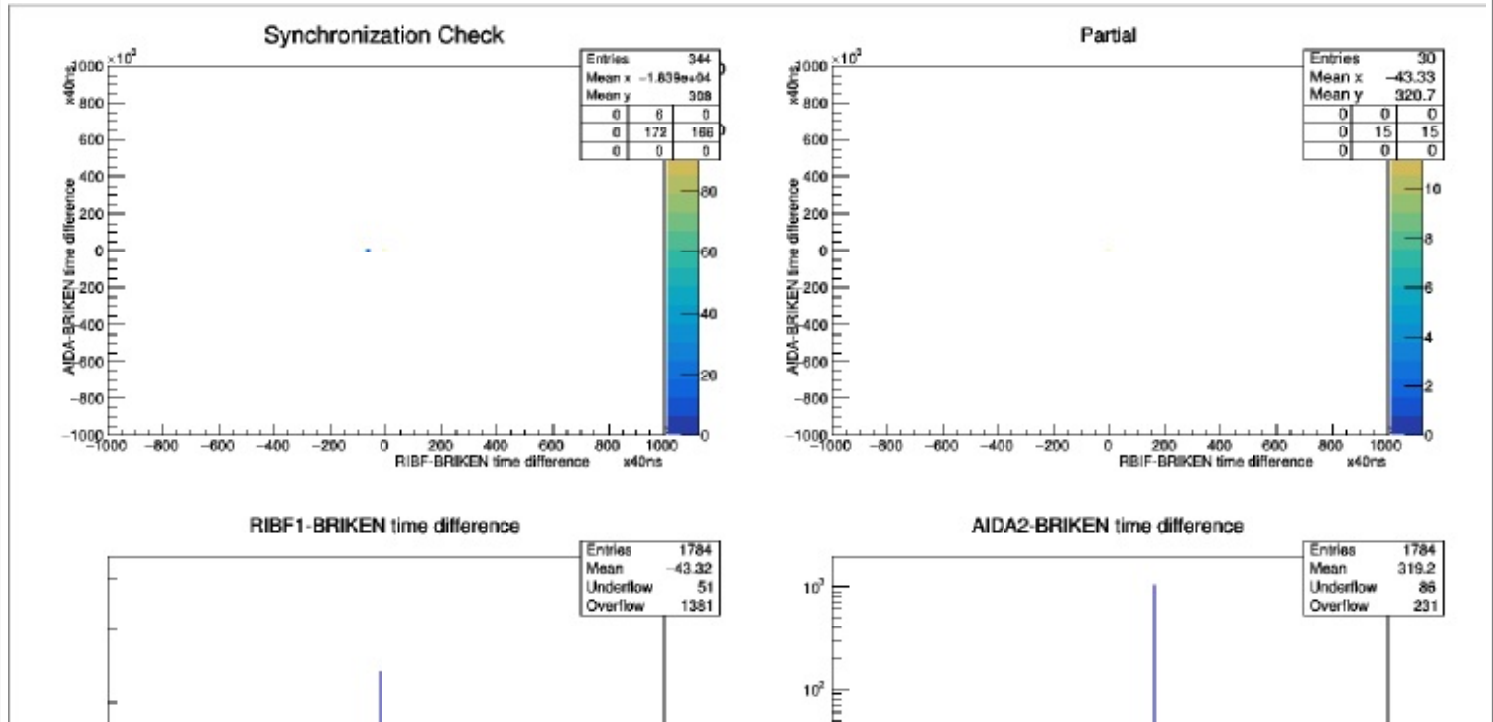 Synchronization Check
×10³
x40ns
AIDA-BRIKEN time difference
1000
800
600
400
200
0
−200
−400
−600
−800
−1000
Entries 344
Mean x −1.839e+04
Mean y 308
0 6 0
0 172 166
0 0 0
80
60
40
20
0
−1000 −800 −600 −400 −200 0 200 400 600 800 1000
RIBF-BRIKEN time difference x40ns
Partial
×10³
x40ns
AIDA-BRIKEN time difference
1000
800
600
400
200
0
−200
−400
−600
−800
−1000
Entries 30
Mean x −43.33
Mean y 320.7
0 0 0
0 15 15
0 0 0
10
8
6
4
2
0
−1000 −800 −600 −400 −200 0 200 400 600 800 1000
RBIF-BRIKEN time difference x40ns
RIBF1-BRIKEN time difference
Entries 1784
Mean −43.32
Underflow 51
Overflow 1381
AIDA2-BRIKEN time difference
Entries 1784
Mean 319.2
Underflow 86
Overflow 231
10³
10²